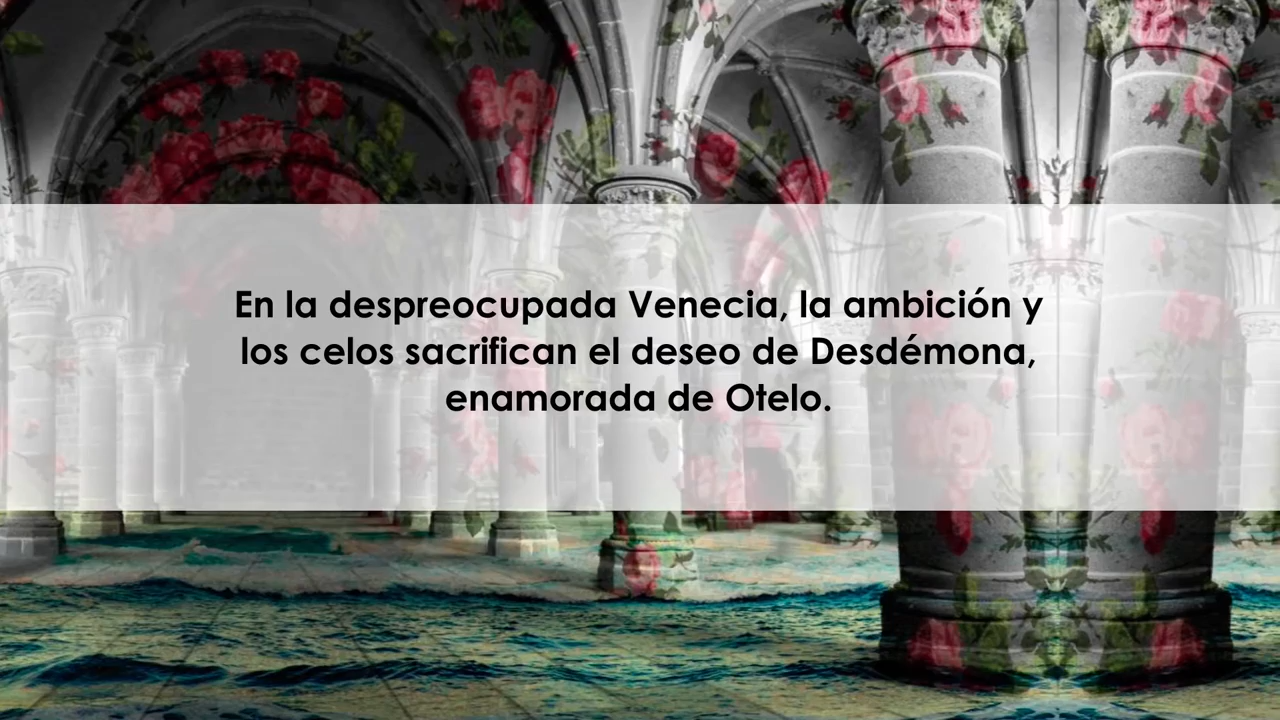 En la despreocupada Venecia, la ambición y
los celos sacrifican el deseo de Desdémona,
enamorada de Otelo.